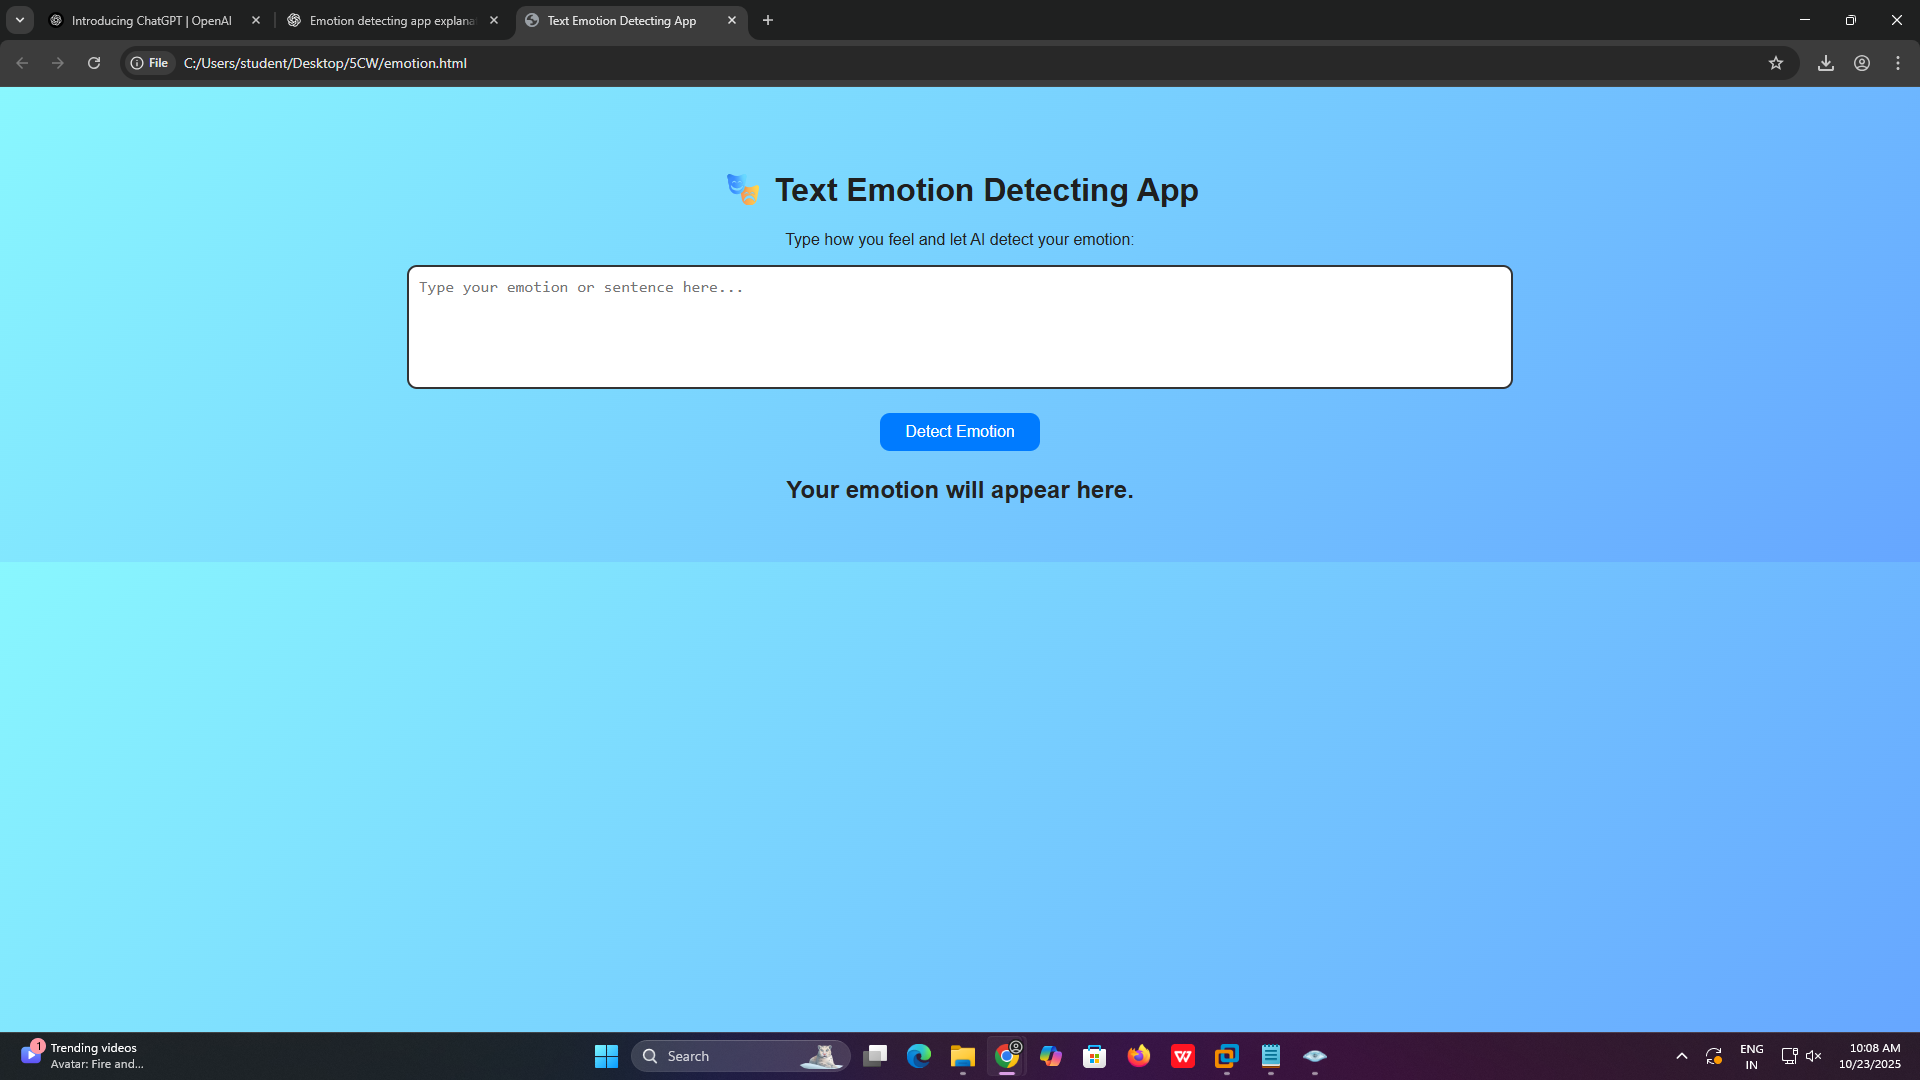 Introducing ChatGPT | OpenAI
Emotion detecting app explana
Text Emotion Detecting App
File
C:/Users/student/Desktop/5CW/emotion.html
Text Emotion Detecting App
Type how you feel and let AI detect your emotion:
Type your emotion or sentence here...
Detect Emotion
Your emotion will appear here.
1
Trending videos
Avatar: Fire and...
Search
ENG
IN
10:08 AM
10/23/2025